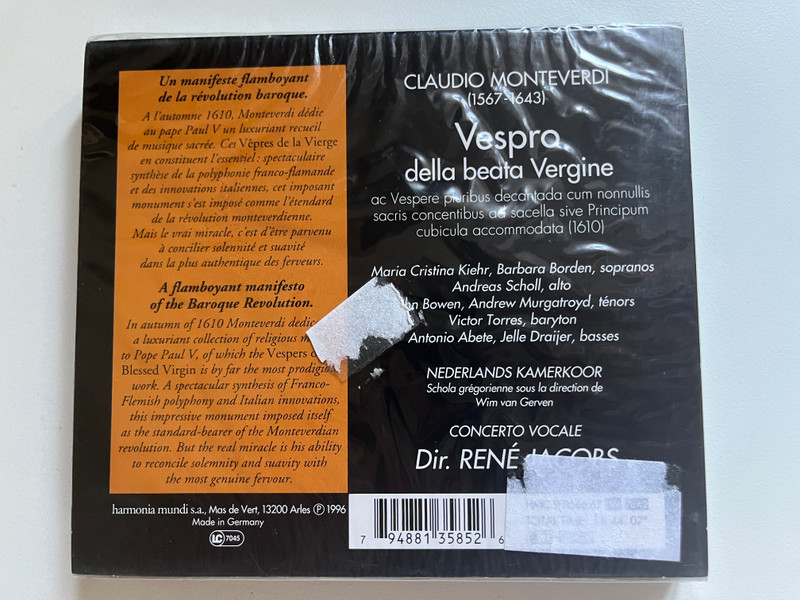 Un manifeste flamboyant
de la révolution baroque.
A l'automne 1610, Monteverdi dédie
au pape Paul V un luxuriant recueil
de musique sacrée. Ces Vêpres de la Vierge
en constituent l'essentiel : spectaculaire
synthèse de la polyphonie franco-flamande
et des innovations italiennes, cet imposant
monument s'est imposé comme l'étendard
de la révolution monteverdienne.
Mais le vrai miracle, c'est d'être parvenu
à concilier solennité et suavité
dans la plus authentique des ferveurs.
A flamboyant manifesto
of the Baroque Revolution.
In autumn of 1610 Monteverdi
a luxuriant collection of religious
to Pope Paul V, of which the Vespers
Blessed Virgin is by far the most
work. A spectacular synthesis of Franco-
Flemish polyphony and Italian innovations,
this impressive monument imposed itself
as the standard-bearer of the Monteverdian
revolution. But the real miracle is his ability
to reconcile solemnity and suavity with
the most genuine fervour.
harmonia mundi s.a., Mas de Vert, 13200 Arles Ⓟ 1996
Made in Germany
LC 7045
CLAUDIO MONTEVERDI
(1567-1643)
Vespro
della beata Vergine
ac Vespere pluribus decantada cum nonnullis
sacris concentibus ad sacella sive Principum
cubicula accommodata (1610)
Maria Cristina Kiehr, Barbara Borden, sopranos
Andreas Scholl, alto
Bowen, Andrew Murgatroyd, ténors
Victor Torres, baryton
Antonio Abete, Jelle Draijer, basses
NEDERLANDS KAMERKOOR
Schola grégorienne sous la direction de
Wim van Gerven
CONCERTO VOCALE
Dir. RENÉ JACOBS
7 94881 35852 6